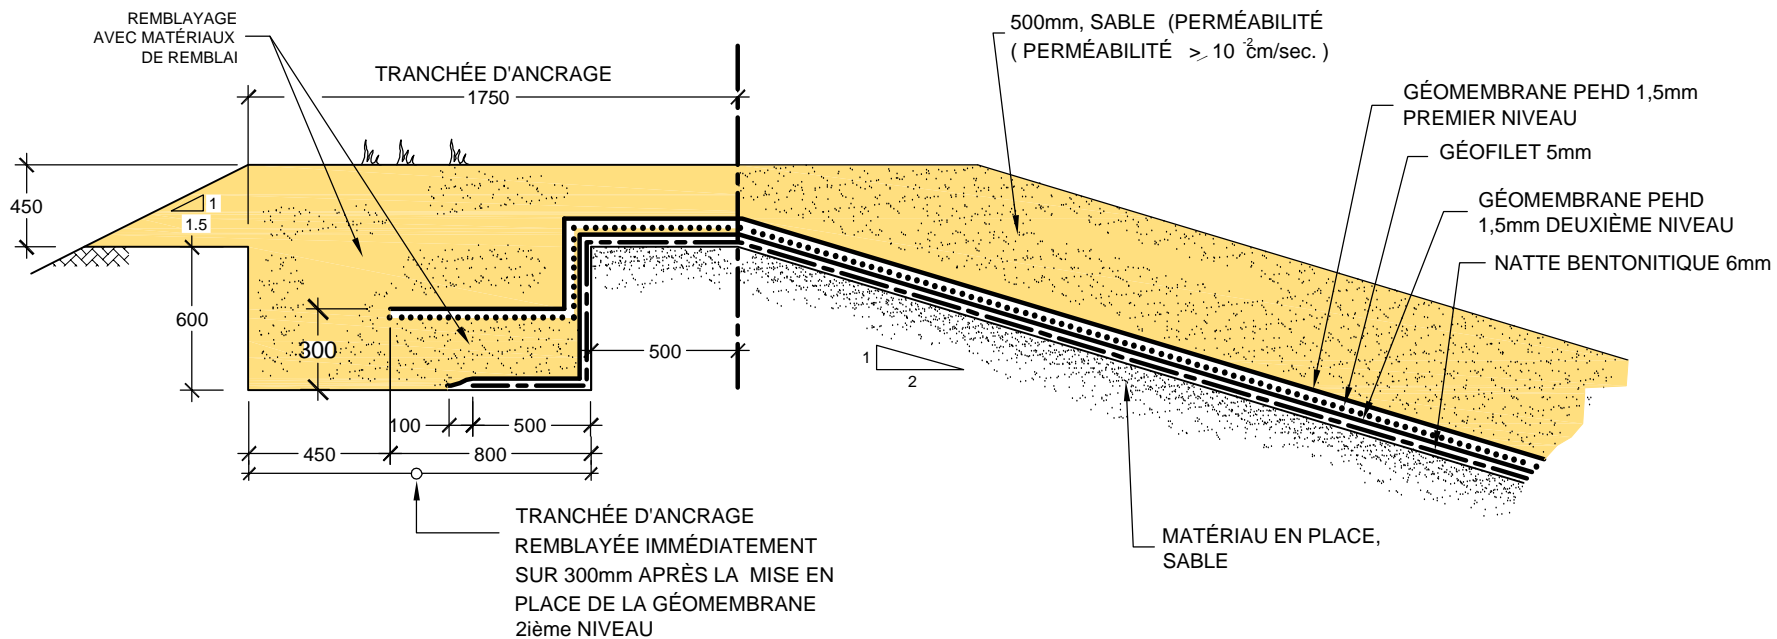 REMBLAYAGE
AVEC MATÉRIAUX
DE REMBLAI
TRANCHÉE D'ANCRAGE
1750
500mm, SABLE (PERMÉABILITÉ
( PERMÉABILITÉ ≥ 10 -2 cm/sec. )
GÉOMEMBRANE PEHD 1,5mm
PREMIER NIVEAU
GÉOFILET 5mm
GÉOMEMBRANE PEHD
1,5mm DEUXIÈME NIVEAU
NATTE BENTONITIQUE 6mm
450
1
1.5
600
300
500
1
2
100
500
450
800
TRANCHÉE D'ANCRAGE
REMBLAYÉE IMMÉDIATEMENT
SUR 300mm APRÈS LA MISE EN
PLACE DE LA GÉOMEMBRANE
2ième NIVEAU
MATÉRIAU EN PLACE,
SABLE